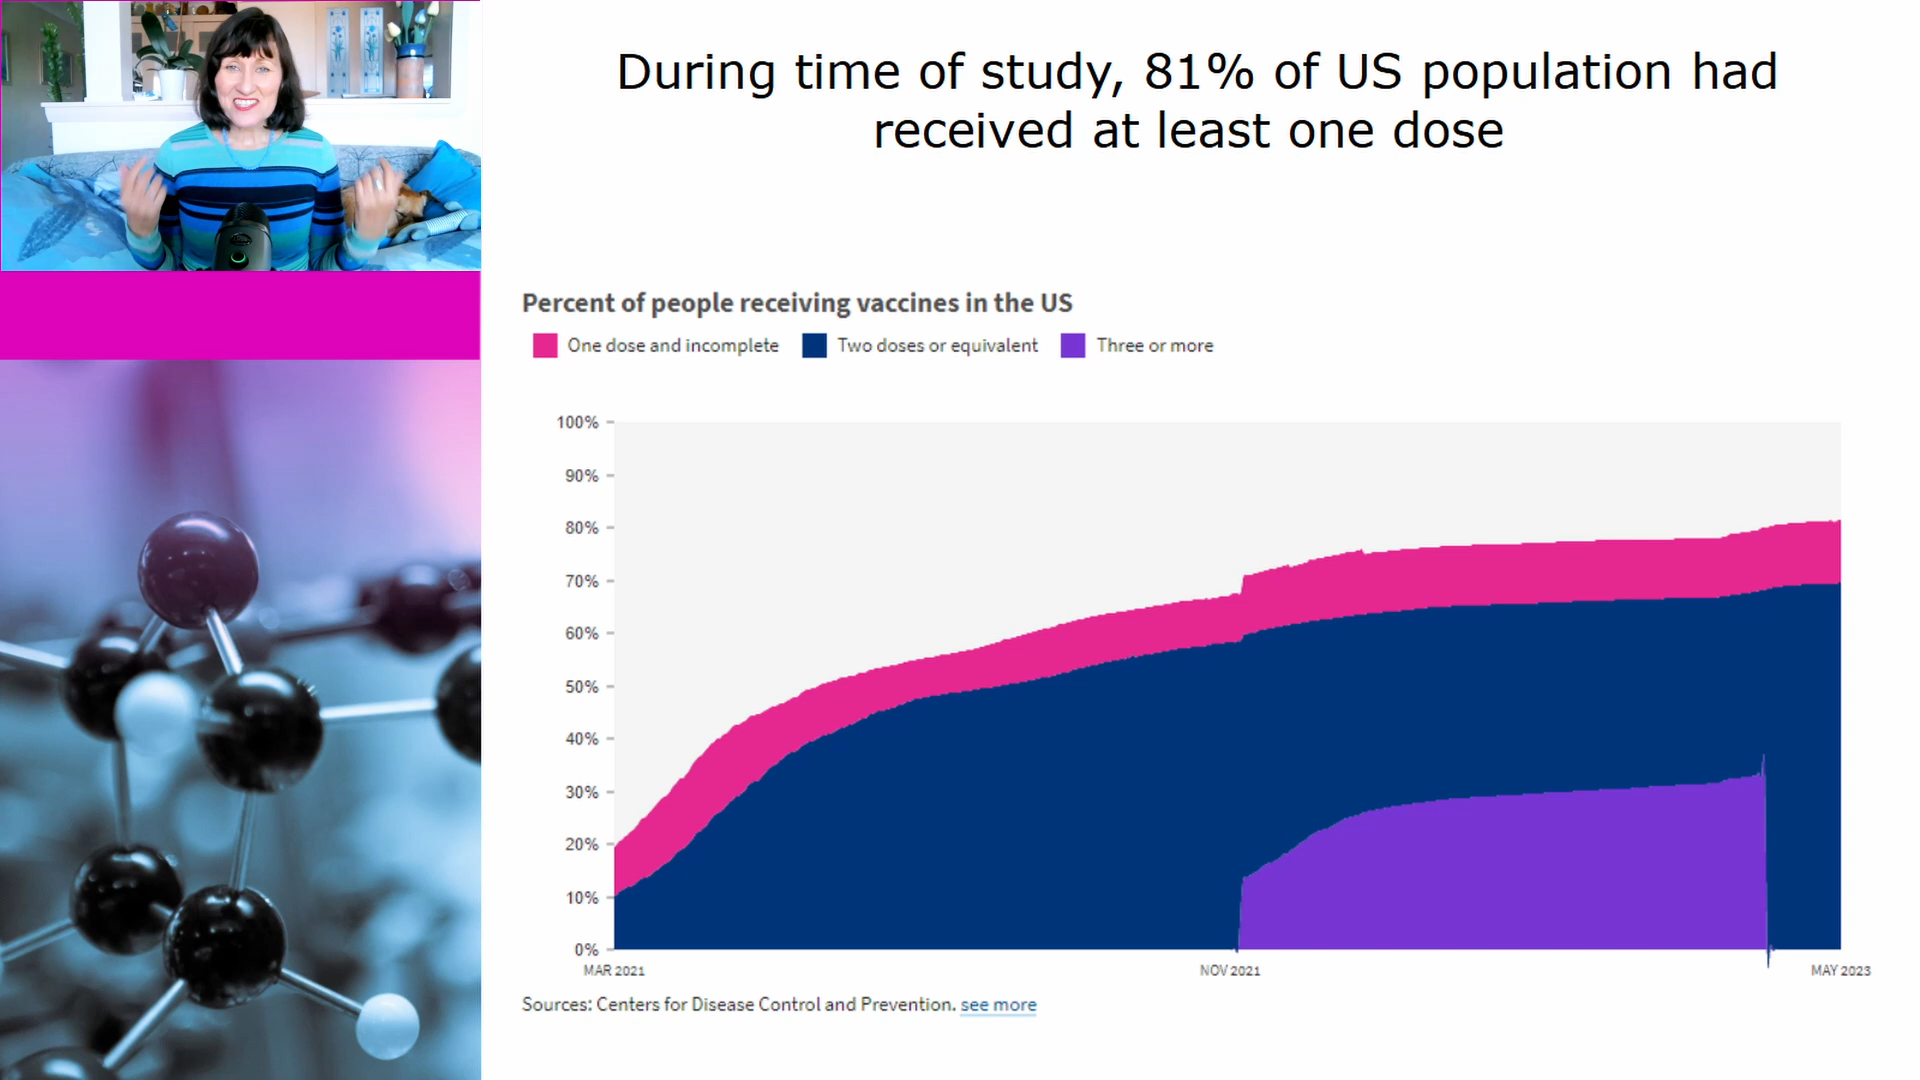 During time of study, 81% of US population had
received at least one dose
Percent of people receiving vaccines in the US
One dose and incomplete
Two doses or equivalent
Three or more
100%
90%
80%
70%
60%
50%
40%
30%
20%
10%
0%
MAR 2021
NOV 2021
MAY 2023
Sources: Centers for Disease Control and Prevention. see more